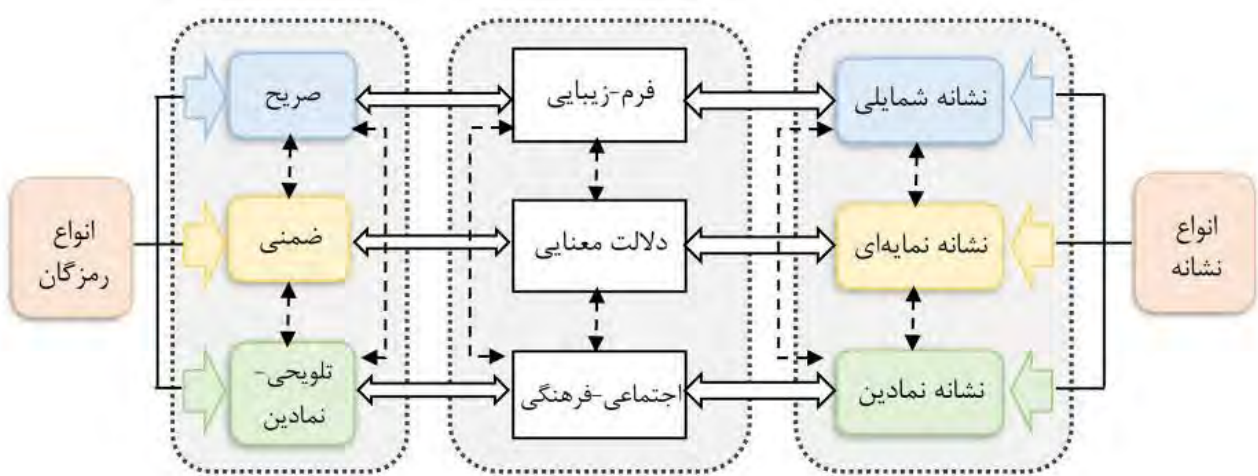 انواع
نشانه
نشانه شمایلی
نشانه نمایه‌ای
نشانه نمادین
فرم-زیبایی
دلالت معنایی
اجتماعی-فرهنگی
صریح
ضمنی
تلویحی-
نمادین
انواع
رمزگان